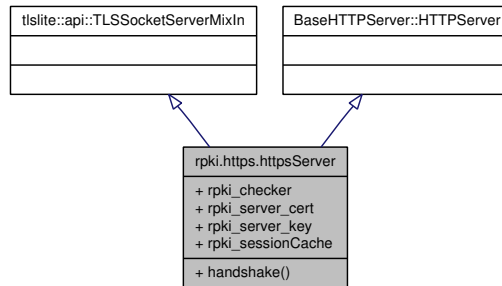 tlslite::api::TLSSocketServerMixIn
BaseHTTPServer::HTTPServer
rpki.https.httpsServer
+ rpki_checker
+ rpki_server_cert
+ rpki_server_key
+ rpki_sessionCache
+ handshake()